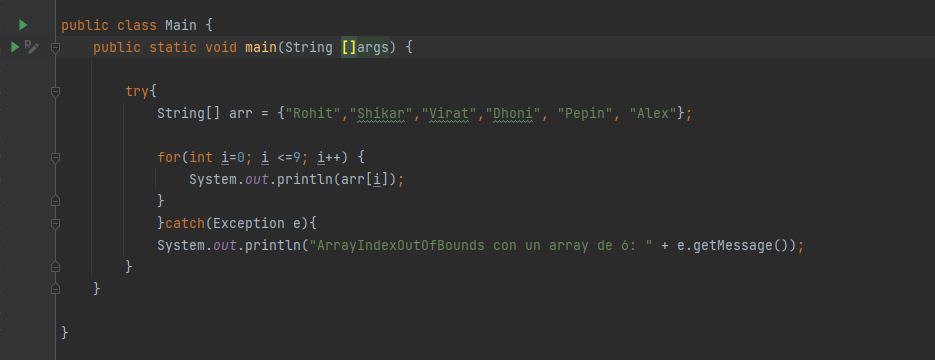 public class Main {
    public static void main(String []args) {
        try{
            String[] arr = {"Rohit","Shikar","Virat","Dhoni", "Pepin", "Alex"};
            for(int i=0; i <=9; i++) {
                System.out.println(arr[i]);
            }
            }catch(Exception e){
            System.out.println("ArrayIndexOutOfBounds con un array de 6: " + e.getMessage());
        }
    }
}